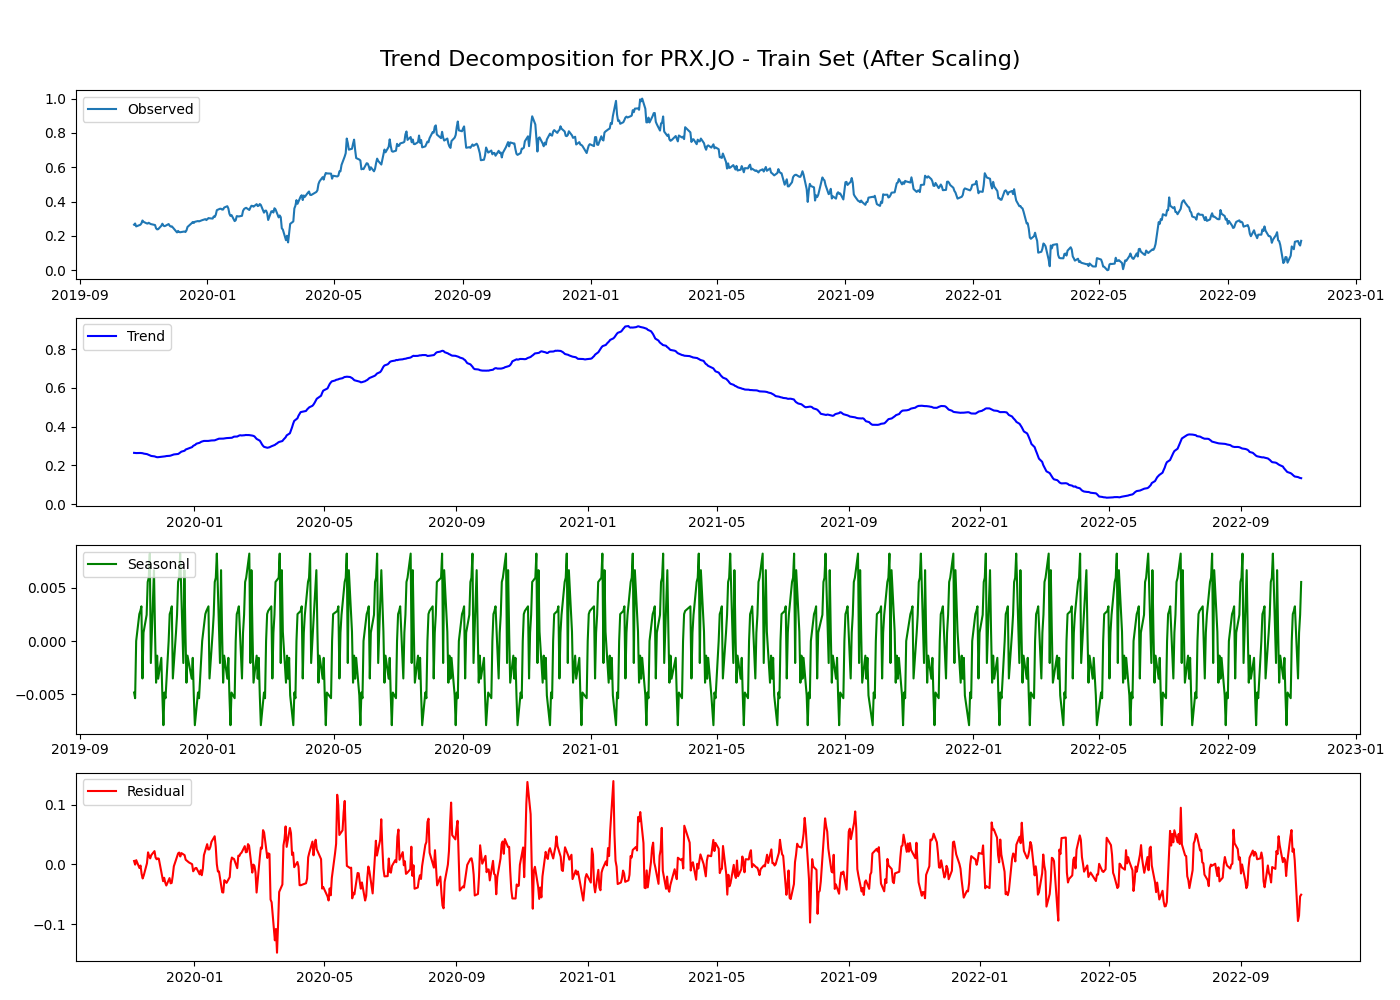 Trend Decomposition for PRX.JO - Train Set (After Scaling)
Observed
1.0
0.8
0.6
0.4
0.2
0.0
2019-09 2020-01 2020-05 2020-09 2021-01 2021-05 2021-09 2022-01 2022-05 2022-09 2023-01
Trend
0.8
0.6
0.4
0.2
0.0
2020-01 2020-05 2020-09 2021-01 2021-05 2021-09 2022-01 2022-05 2022-09
Seasonal
0.005
0.000
−0.005
2019-09 2020-01 2020-05 2020-09 2021-01 2021-05 2021-09 2022-01 2022-05 2022-09 2023-01
Residual
0.1
0.0
−0.1
2020-01 2020-05 2020-09 2021-01 2021-05 2021-09 2022-01 2022-05 2022-09